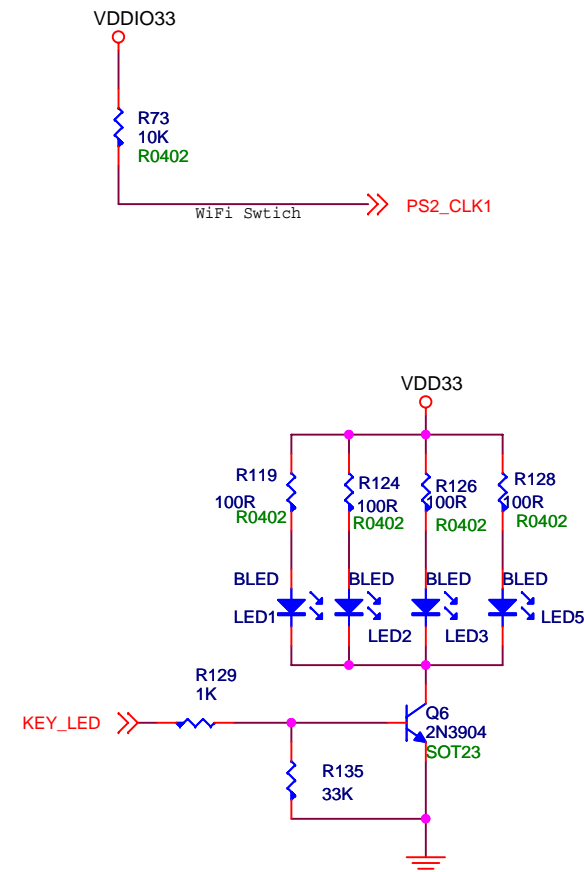 VDDIO33
R73
10K
R0402
WiFi Swtich
PS2_CLK1
VDD33
R119
100R
R0402
R124
100R
R0402
R126
100R
R0402
R128
100R
R0402
BLED
LED1
BLED
LED2
BLED
LED3
BLED
LED5
R129
1K
KEY_LED
Q6
2N3904
SOT23
R135
33K